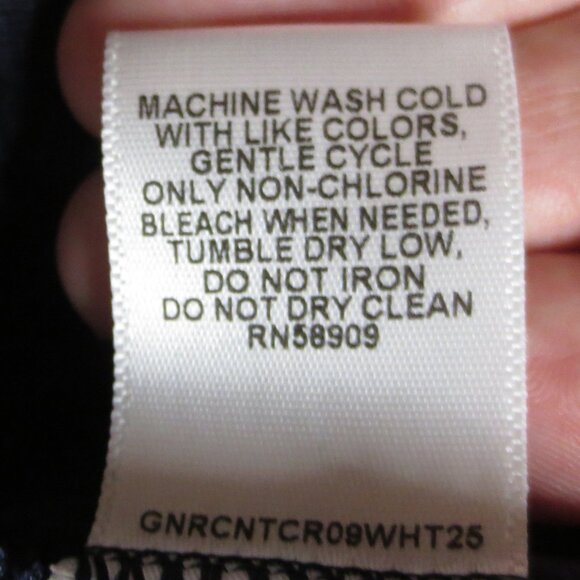 MACHINE WASH COLD
WITH LIKE COLORS,
GENTLE CYCLE
ONLY NON-CHLORINE
BLEACH WHEN NEEDED,
TUMBLE DRY LOW,
DO NOT IRON
DO NOT DRY CLEAN
RN58909
GNRCNTCR09WHT25